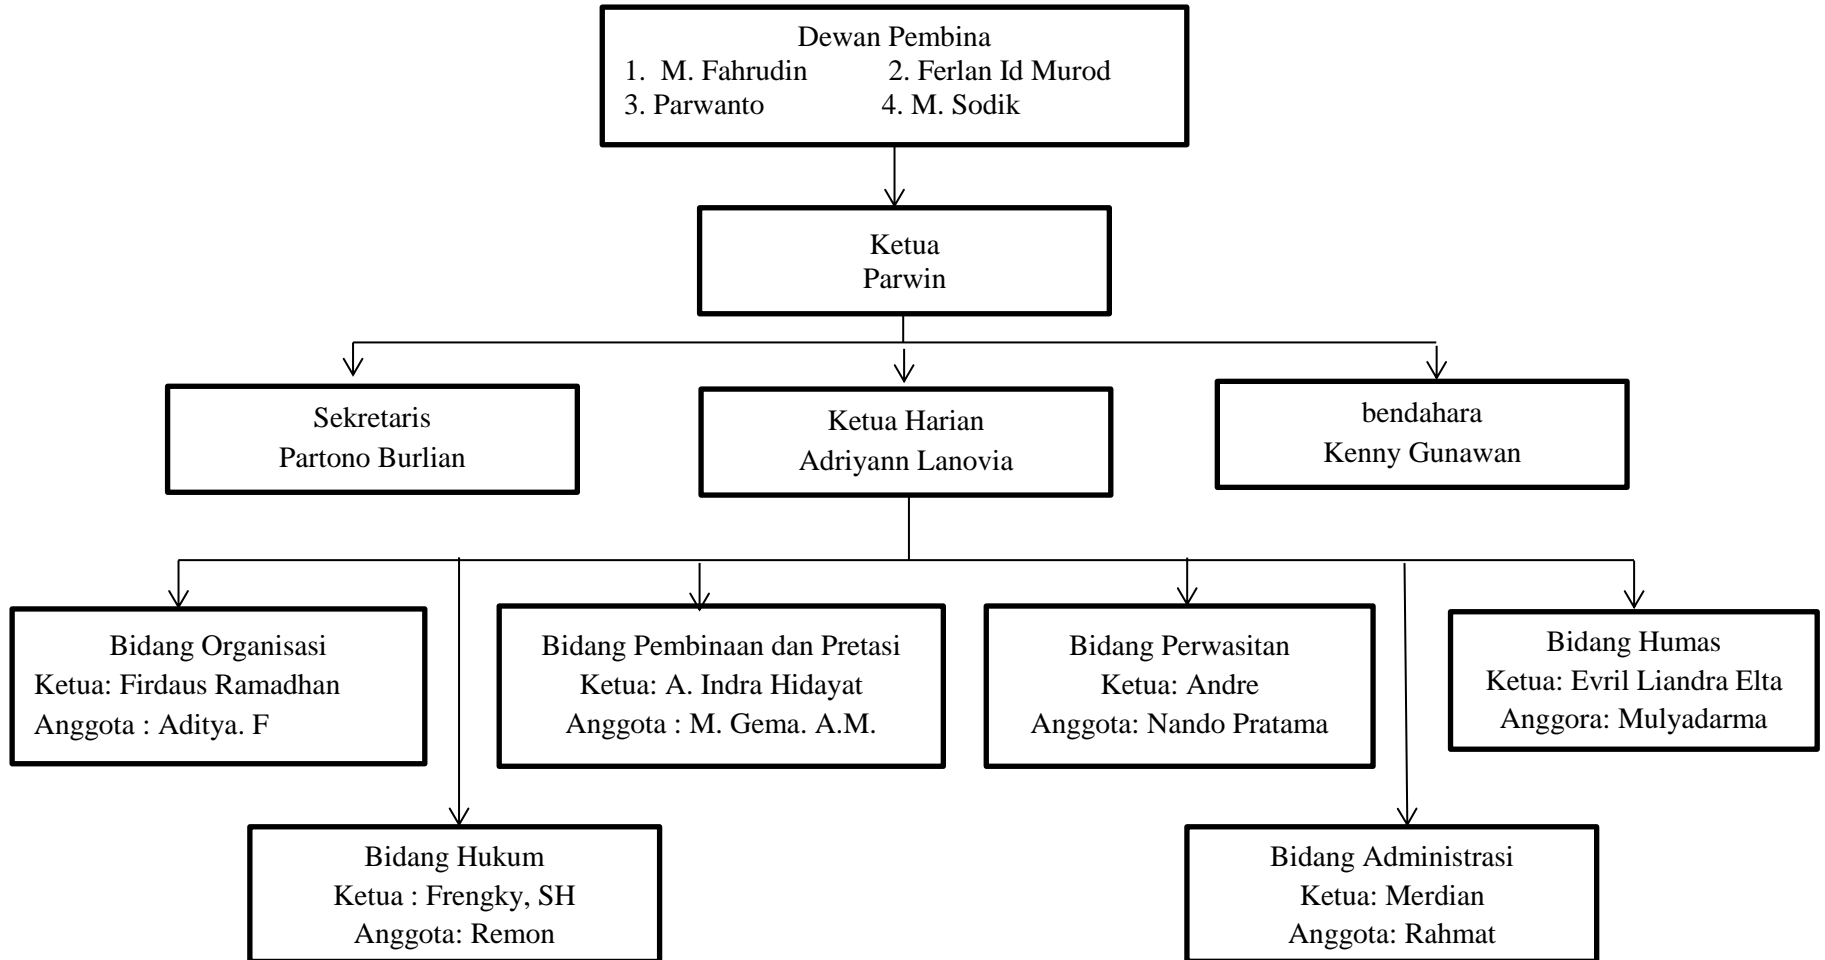 Dewan Pembina
1. M. Fahrudin 2. Ferlan Id Murod
3. Parwanto 4. M. Sodik
Ketua
Parwin
Sekretaris
Partono Burlian
Ketua Harian
Adriyann Lanovia
bendahara
Kenny Gunawan
Bidang Organisasi
Ketua: Firdaus Ramadhan
Anggota : Aditya. F
Bidang Pembinaan dan Pretasi
Ketua: A. Indra Hidayat
Anggota : M. Gema. A.M.
Bidang Perwasitan
Ketua: Andre
Anggota: Nando Pratama
Bidang Humas
Ketua: Evril Liandra Elta
Anggora: Mulyadarma
Bidang Hukum
Ketua : Frengky, SH
Anggota: Remon
Bidang Administrasi
Ketua: Merdian
Anggota: Rahmat